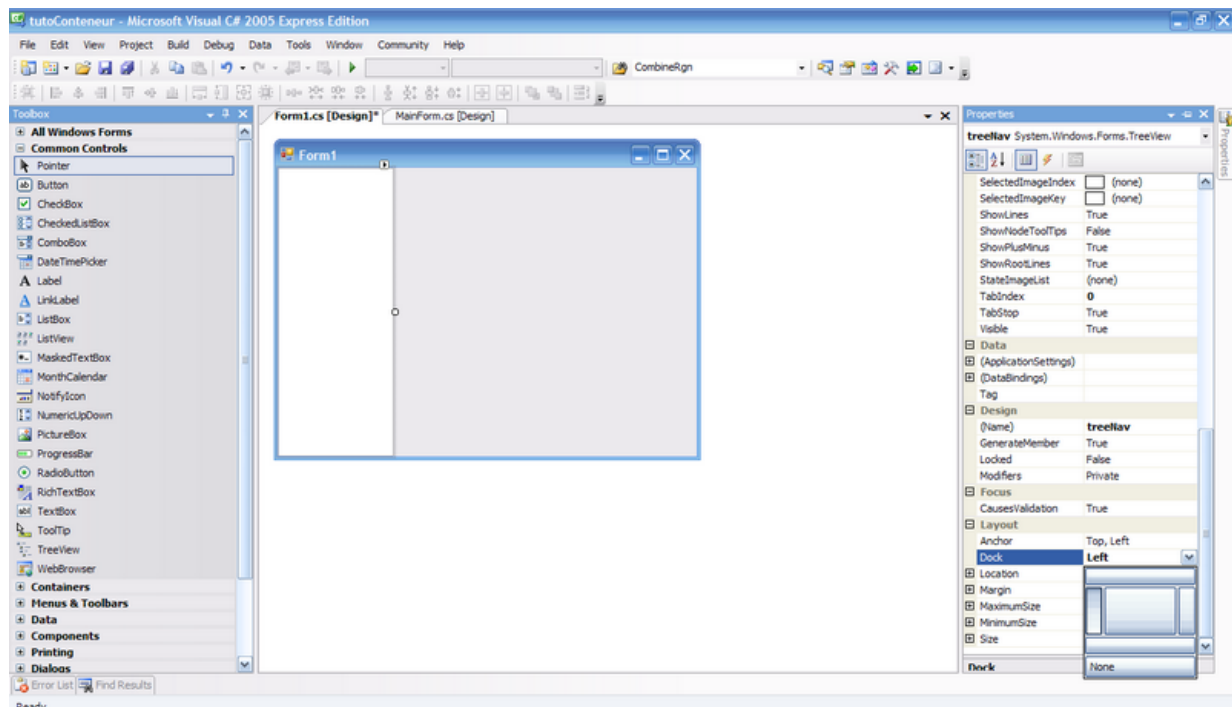 tutoConteneur - Microsoft Visual C# 2005 Express Edition
File Edit View Project Build Debug Data Tools Window Community Help
CombineRgn
Toolbox
All Windows Forms
Common Controls
Pointer
Button
CheckBox
CheckedListBox
ComboBox
DateTimePicker
Label
LinkLabel
ListBox
ListView
MaskedTextBox
MonthCalendar
NotifyIcon
NumericUpDown
PictureBox
ProgressBar
RadioButton
RichTextBox
TextBox
ToolTip
TreeView
WebBrowser
Containers
Menus & Toolbars
Data
Components
Printing
Dialogs
Form1.cs [Design]* MainForm.cs [Design]
Form1
Properties
treeNav System.Windows.Forms.TreeView
SelectedImageIndex (none)
SelectedImageKey (none)
ShowLines True
ShowNodeToolTips False
ShowPlusMinus True
ShowRootLines True
StateImageList (none)
TabIndex 0
TabStop True
Visible True
Data
(ApplicationSettings)
(DataBindings)
Tag
Design
(Name) treeNav
GenerateMember True
Locked False
Modifiers Private
Focus
CausesValidation True
Layout
Anchor Top, Left
Dock Left
Location
Margin
MaximumSize
MinimumSize
Size
None
Dock
Properties
Error List Find Results
Ready